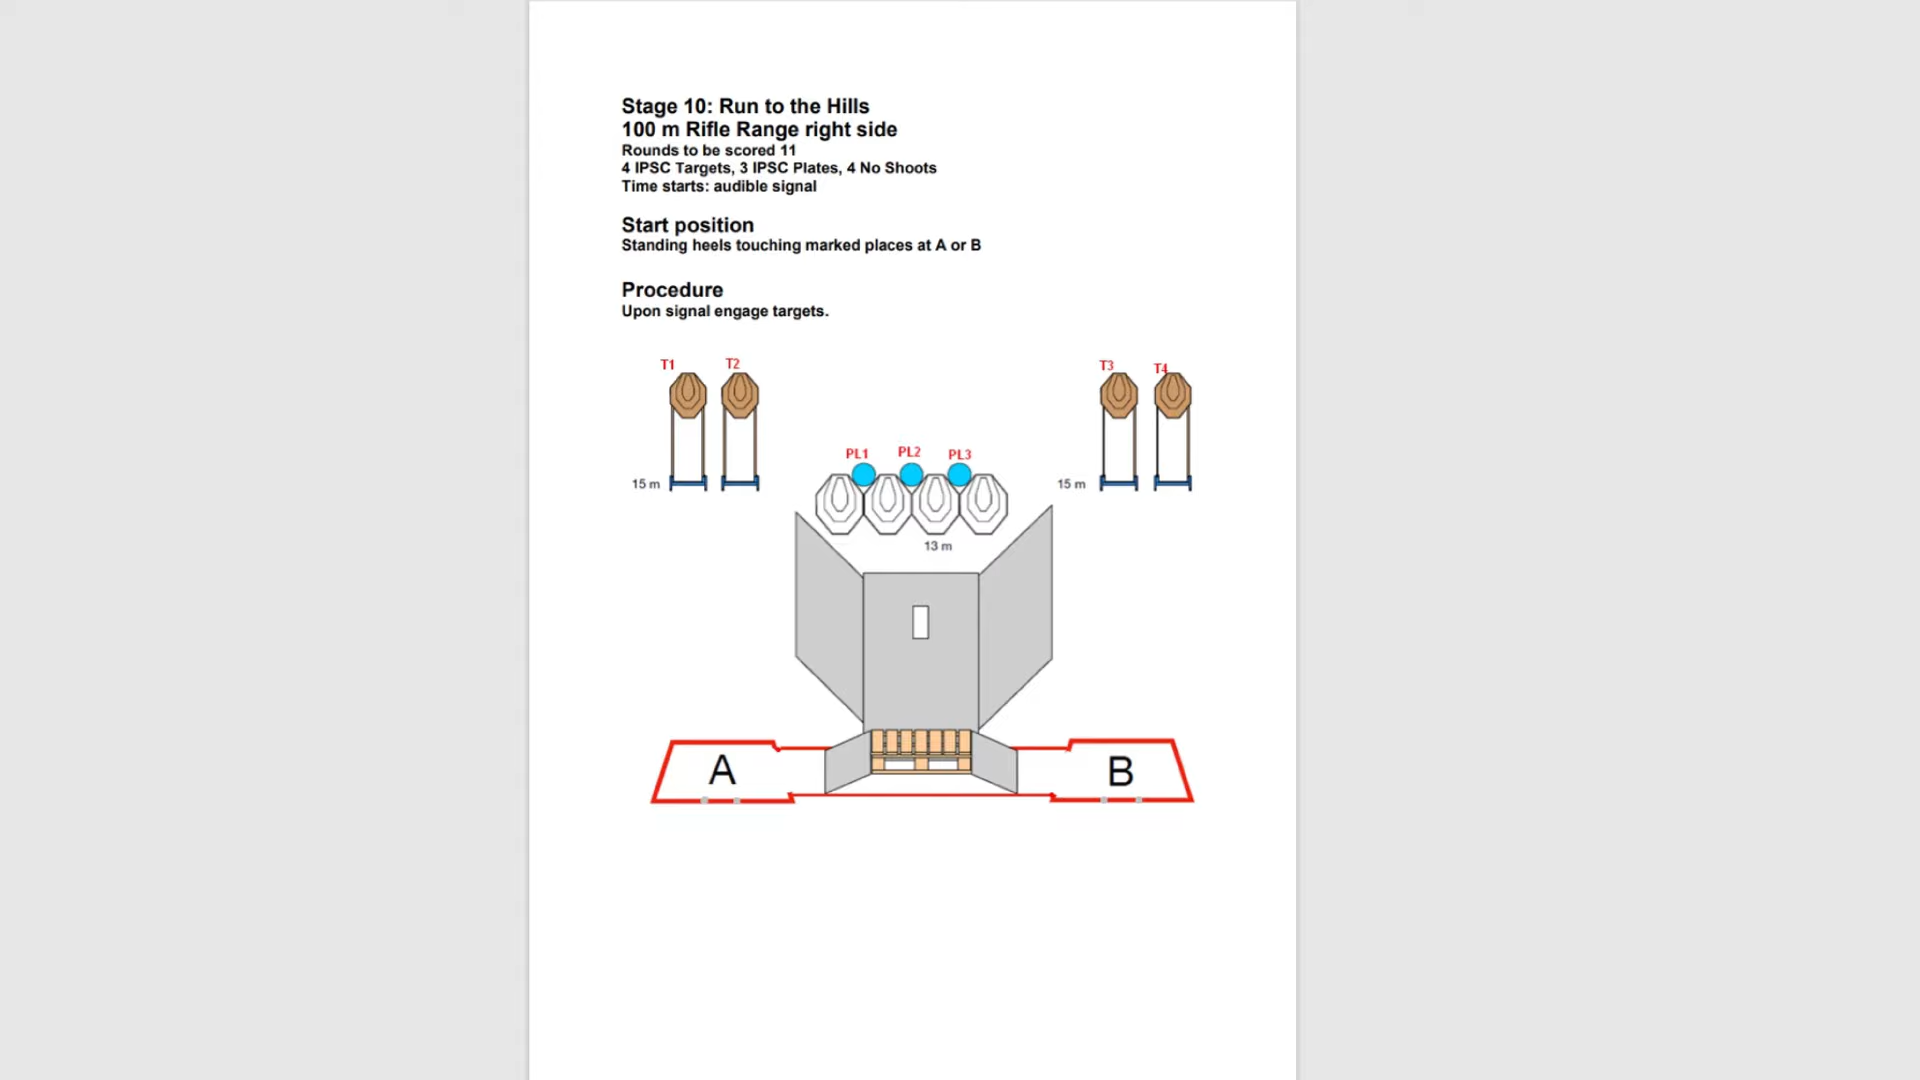 Stage 10: Run to the Hills
100 m Rifle Range right side
Rounds to be scored 11
4 IPSC Targets, 3 IPSC Plates, 4 No Shoots
Time starts: audible signal
Start position
Standing heels touching marked places at A or B
Procedure
Upon signal engage targets.
T1 T2 T3 T4
PL1 PL2 PL3
15 m 15 m
13 m
A B